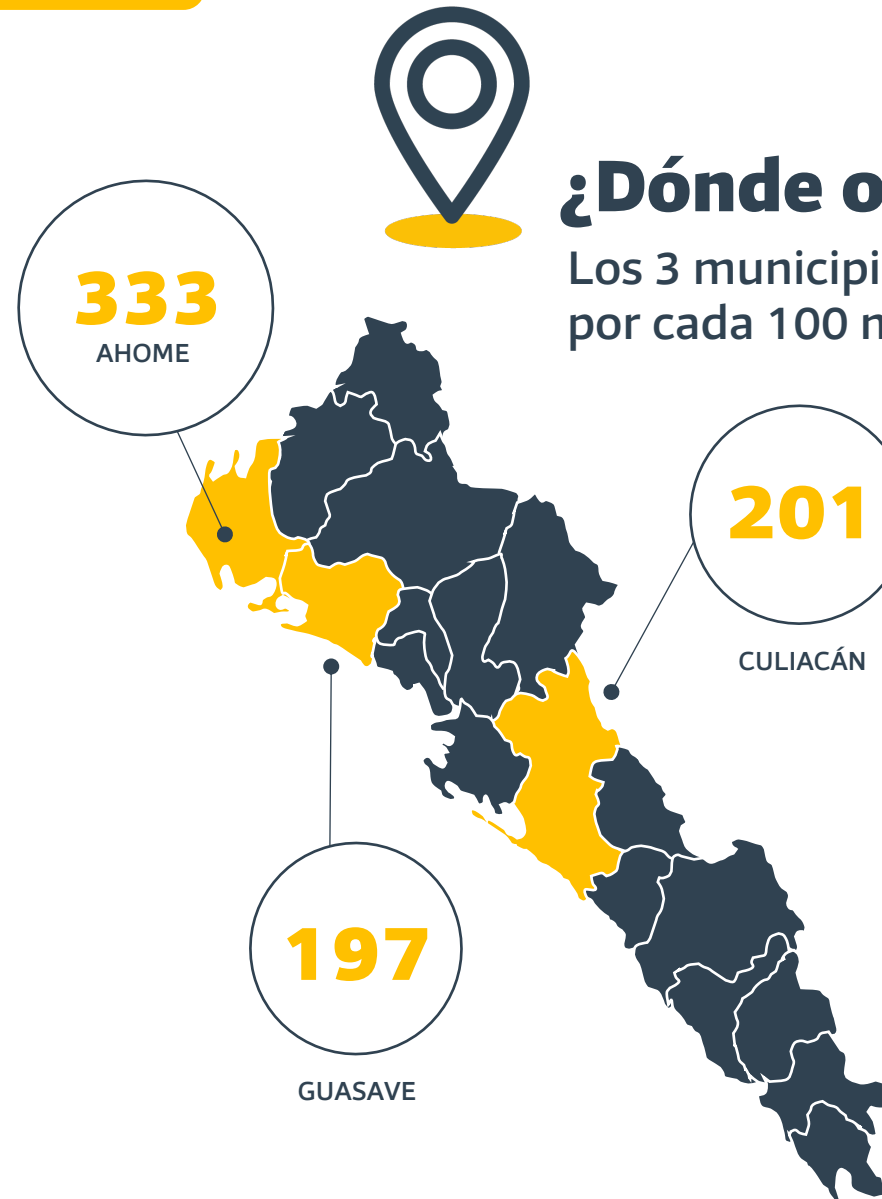 ¿Dónde o
Los 3 municipi
por cada 100 m
333
AHOME
201
CULIACÁN
197
GUASAVE